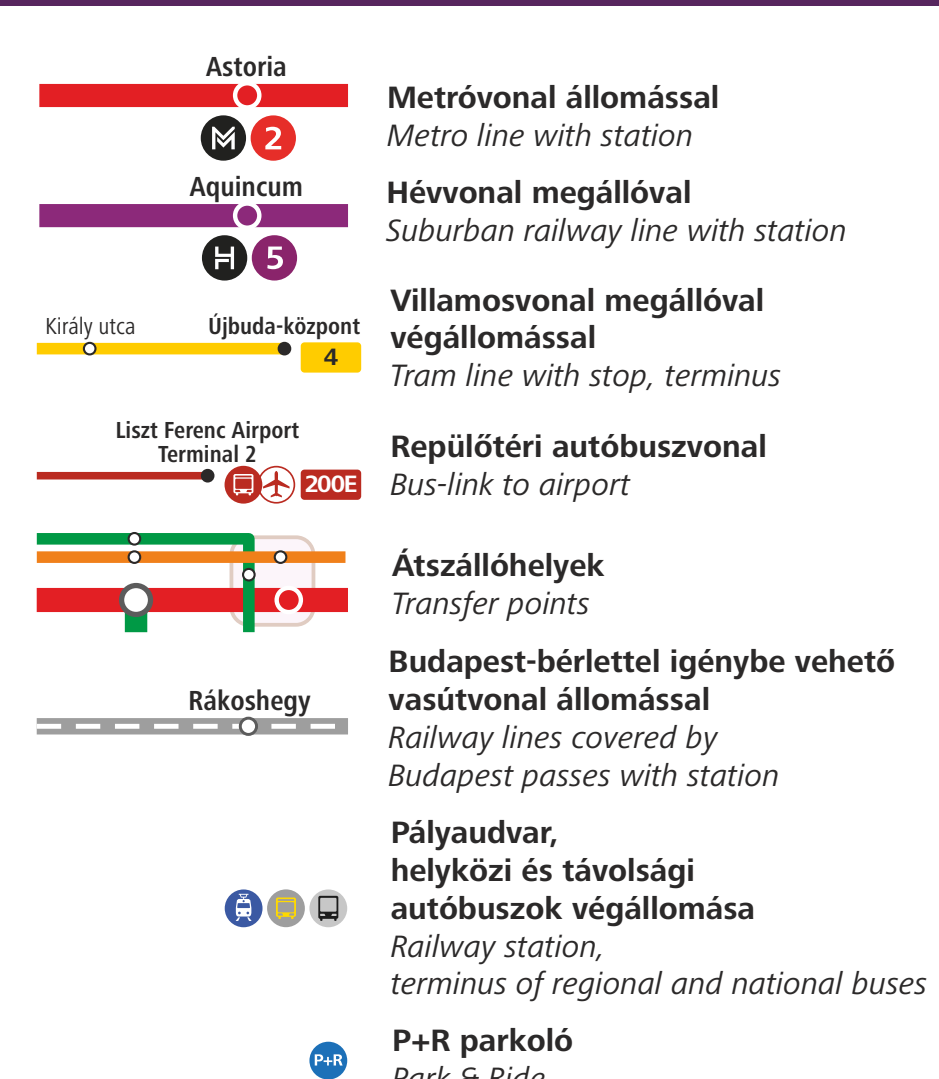 Astoria
M 2
Metróvonal állomással
Metro line with station
Aquincum
H 5
Hévvonal megállóval
Suburban railway line with station
Király utca
Újbuda-központ
4
Villamosvonal megállóval
végállomással
Tram line with stop, terminus
Liszt Ferenc Airport
Terminal 2
200E
Repülőtéri autóbuszvonal
Bus-link to airport
Átszállóhelyek
Transfer points
Rákoshegy
Budapest-bérlettel igénybe vehető
vasútvonal állomással
Railway lines covered by
Budapest passes with station
Pályaudvar,
helyközi és távolsági
autóbuszok végállomása
Railway station,
terminus of regional and national buses
P+R
P+R parkoló
Park & Ride